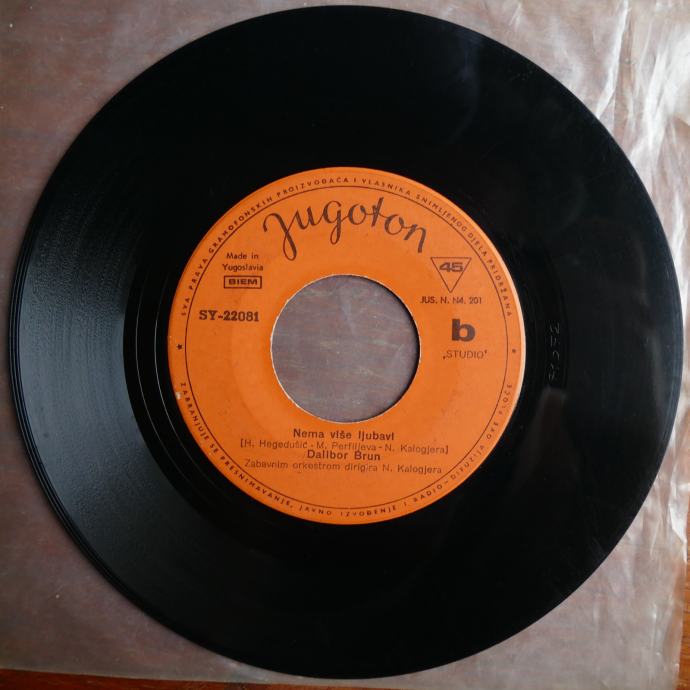 SVA PRAVA GRAMOFONSKIH PROIZVOĐAČA I VLASNIKA SNIMLJENOG DJELA PRIDRŽANA
Jugoton
Made in
Yugoslavia
BIEM
45
JUS. N. N4. 201
SY-22081
b
„STUDIO"
Nema više ljubavi
[H. Hegedušić - M. Perfiljeva - N. Kalogjera]
Dalibor Brun
Zabavnim orkestrom dirigira N. Kalogjera
ZABRANJUJE SE PRESNIMAVANJE, JAVNO IZVOĐENJE I RADIO-DIFUZIJA OVE PLOČE